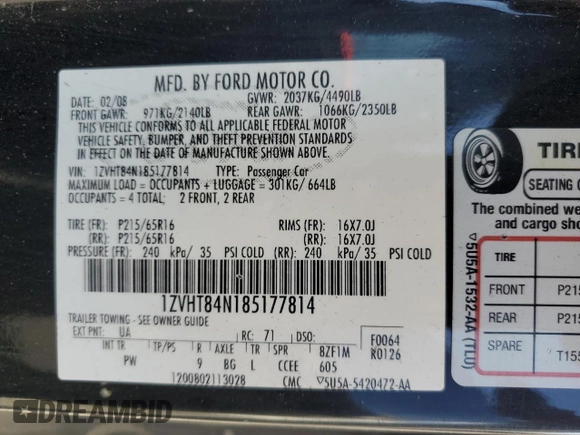 MFD. BY FORD MOTOR CO.
DATE: 02/08 GVWR: 2037KG/4490LB
FRONT GAWR: 971KG/2140LB REAR GAWR: 1066KG/2350LB
THIS VEHICLE CONFORMS TO ALL APPLICABLE FEDERAL MOTOR
VEHICLE SAFETY, BUMPER, AND THEFT PREVENTION STANDARDS
IN EFFECT ON THE DATE OF MANUFACTURE SHOWN ABOVE.
VIN: 1ZVHT84N185177814 TYPE: Passenger Car
MAXIMUM LOAD = OCCUPANTS + LUGGAGE = 301KG/ 664LB
OCCUPANTS = 4 TOTAL: 2 FRONT, 2 REAR
TIRE (FR): P215/65R16 RIMS (FR): 16X7.0J
(RR): P215/65R16 (RR): 16X7.0J
PRESSURE (FR): 240 kPa/ 35 PSI COLD (RR): 240 kPa/ 35 PSI COLD
1ZVHT84N185177814
TRAILER TOWING - SEE OWNER GUIDE
EXT PNT: UA RC: 71 DSO: F0064
INT TR TP/PS R AXLE TR SPR 8ZF1M R0126
PW 9 BG L CCEE 605
1200802113028 CMC ▽5U5A-5420472-AA
▽5U5A-1532-AA (TLU)
TIRE
SEATING
The combined
and cargo
TIRE
FRONT P215
REAR P215
SPARE T155
DREAMBID